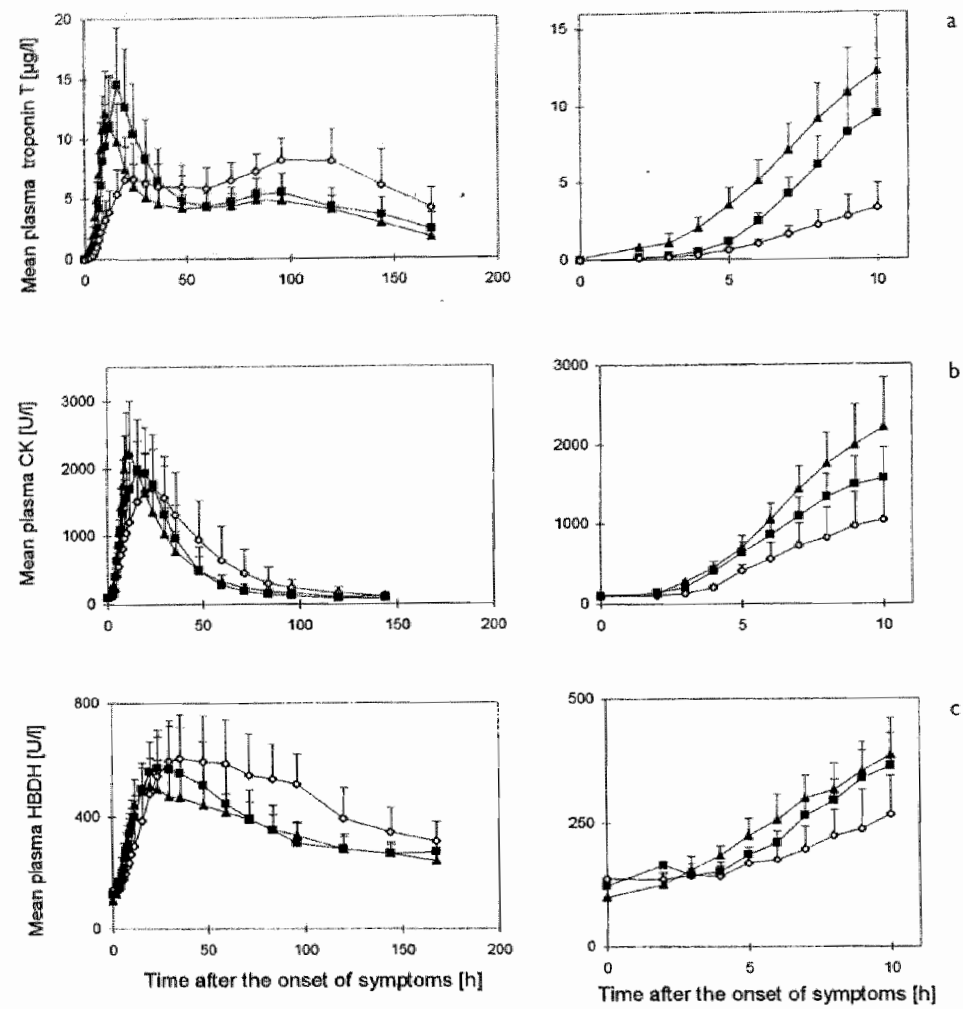 a
Mean plasma troponin T [µg/l]
20
15
10
5
0
0 50 100 150 200
15
10
5
0
0 5 10
b
Mean plasma CK [U/l]
3000
2000
1000
0
0 50 100 150 200
3000
2000
1000
0
0 5 10
c
Mean plasma HBDH [U/l]
800
400
0
0 50 100 150 200
Time after the onset of symptoms [h]
500
250
0
0 5 10
Time after the onset of symptoms [h]